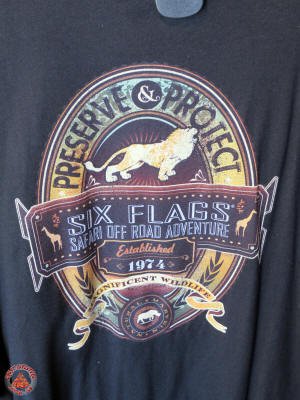 PRESERVE & PROTECT
SIX FLAGS
SAFARI OFF ROAD ADVENTURE
Established
1974
MAGNIFICENT WILDLIFE